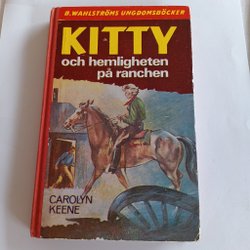 B. WAHLSTRÖMS UNGDOMSBÖCKER
KITTY
och hemligheten
på ranchen
CAROLYN
KEENE